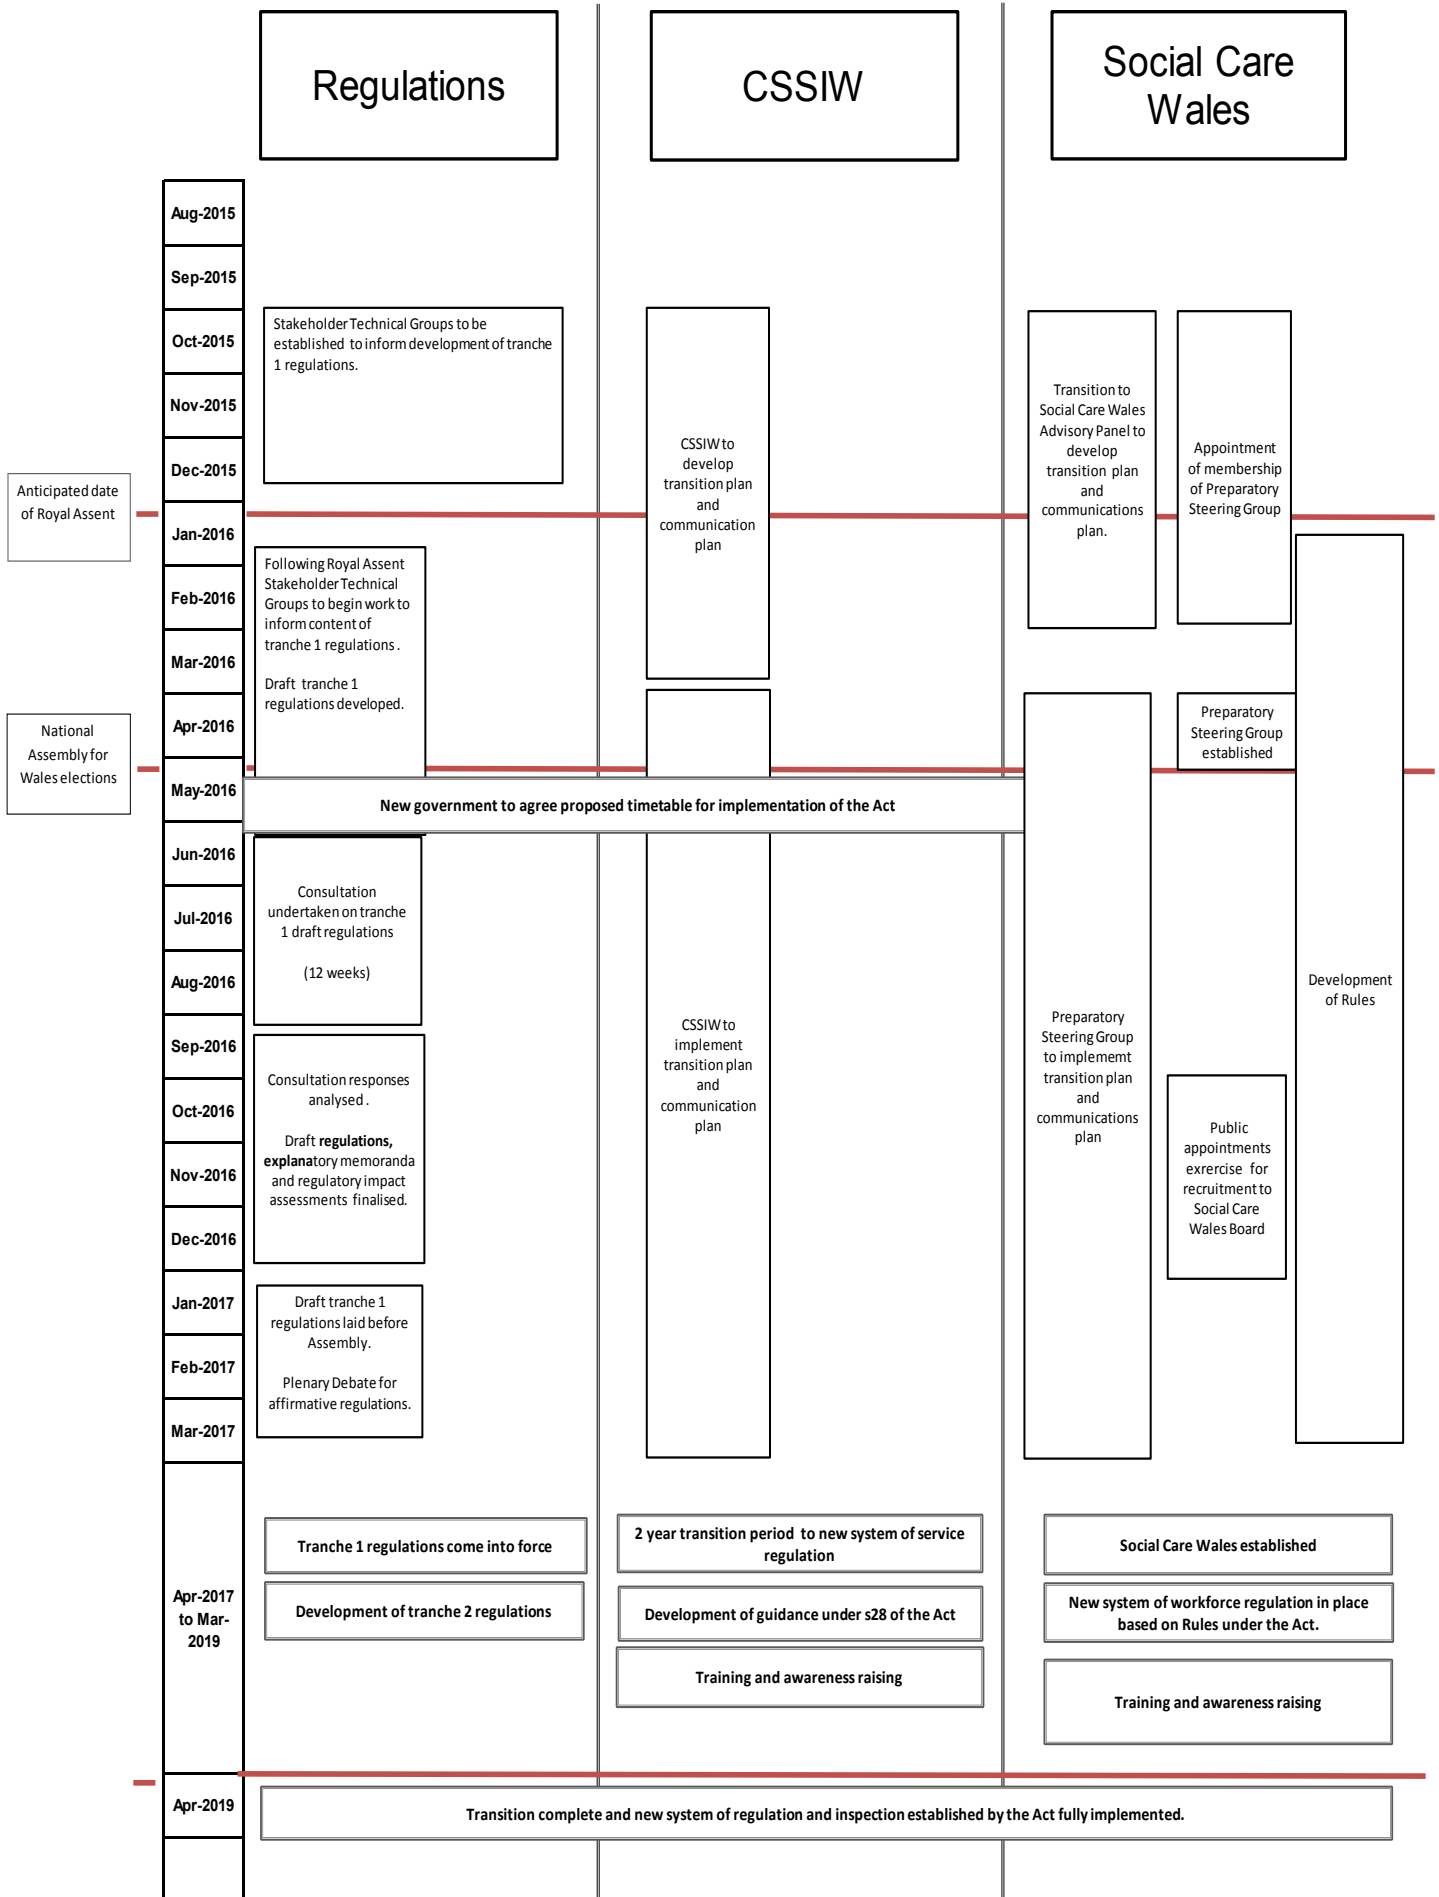 Regulations
CSSIW
Social Care
Wales
Aug-2015
Sep-2015
Oct-2015
Nov-2015
Dec-2015
Jan-2016
Feb-2016
Mar-2016
Apr-2016
May-2016
Jun-2016
Jul-2016
Aug-2016
Sep-2016
Oct-2016
Nov-2016
Dec-2016
Jan-2017
Feb-2017
Mar-2017
Apr-2017
to Mar-
2019
Apr-2019
Anticipated date
of Royal Assent
National
Assembly for
Wales elections
Stakeholder Technical Groups to be
established to inform development of tranche
1 regulations.
Following Royal Assent
Stakeholder Technical
Groups to begin work to
inform content of
tranche 1 regulations .
Draft tranche 1
regulations developed.
New government to agree proposed timetable for implementation of the Act
Consultation
undertaken on tranche
1 draft regulations
(12 weeks)
Consultation responses
analysed .
Draft regulations,
explanatory memoranda
and regulatory impact
assessments finalised.
Draft tranche 1
regulations laid before
Assembly.
Plenary Debate for
affirmative regulations.
Tranche 1 regulations come into force
Development of tranche 2 regulations
CSSIW to
develop
transition plan
and
communication
plan
CSSIW to
implement
transition plan
and
communication
plan
2 year transition period to new system of service
regulation
Development of guidance under s28 of the Act
Training and awareness raising
Transition to
Social Care Wales
Advisory Panel to
develop
transition plan
and
communications
plan.
Appointment
of membership
of Preparatory
Steering Group
Preparatory
Steering Group
established
Preparatory
Steering Group
to implememt
transition plan
and
communications
plan
Public
appointments
exrercise for
recruitment to
Social Care
Wales Board
Development
of Rules
Social Care Wales established
New system of workforce regulation in place
based on Rules under the Act.
Training and awareness raising
Transition complete and new system of regulation and inspection established by the Act fully implemented.